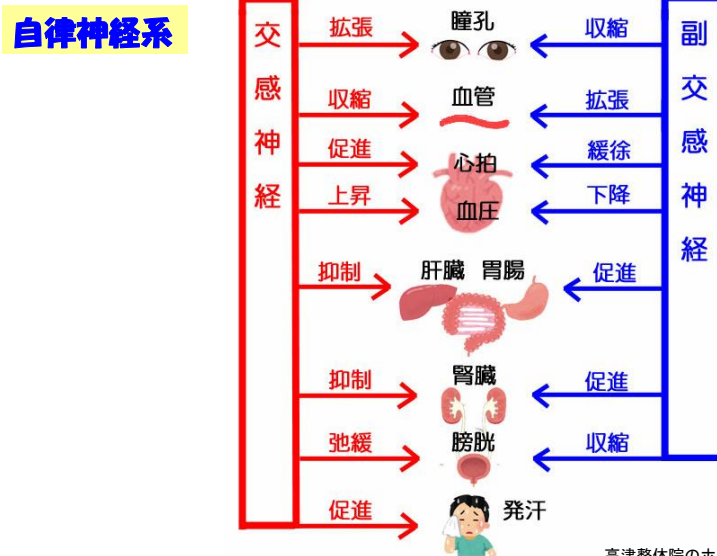 自律神経系
交感神経
副交感神経
拡張 瞳孔 収縮
収縮 血管 拡張
促進 心拍 緩徐
上昇 血圧 下降
抑制 肝臓 胃腸 促進
抑制 腎臓 促進
弛緩 膀胱 収縮
促進 発汗